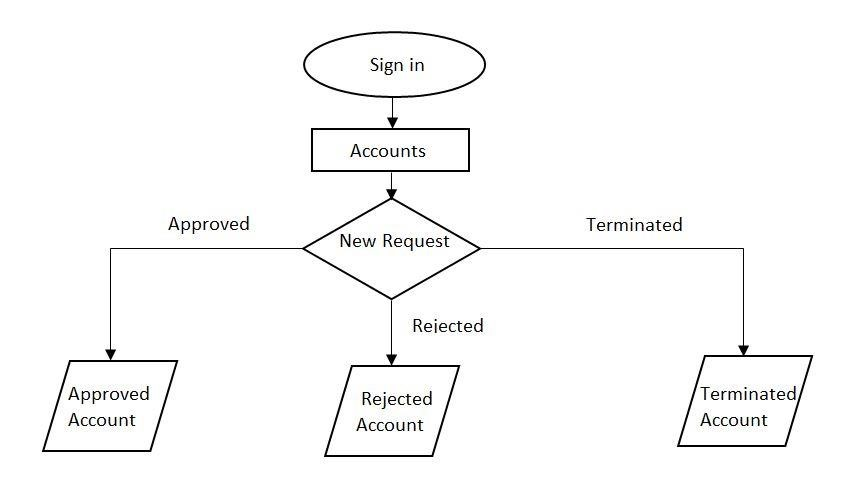 Sign in
Accounts
New Request
Approved
Terminated
Rejected
Approved
Account
Rejected
Account
Terminated
Account